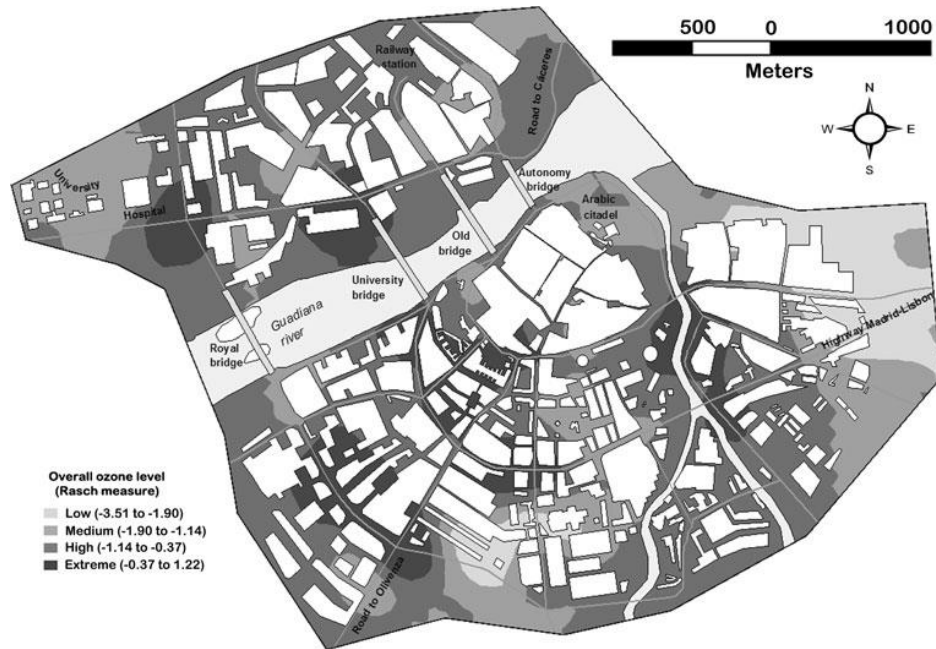 500 0 1000
Meters
N
W E
S
Railway
station
Road to Cáceres
University
Hospital
Autonomy
bridge
Arabic
citadel
Old
bridge
University
bridge
Guadiana
river
Royal
bridge
Highway Madrid-Lisbon
Road to Olivenza
Overall ozone level
(Rasch measure)
Low (-3.51 to -1.90)
Medium (-1.90 to -1.14)
High (-1.14 to -0.37)
Extreme (-0.37 to 1.22)